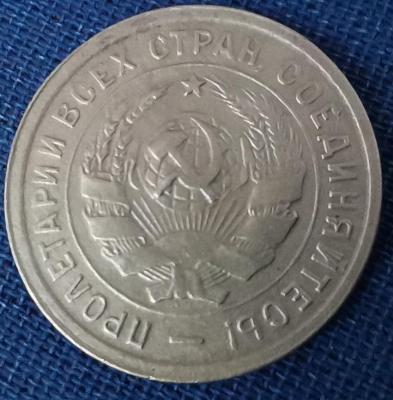 ПРОЛЕТАРИИ ВСЕХ СТРАН, СОЕДИНЯЙТЕСЬ! —